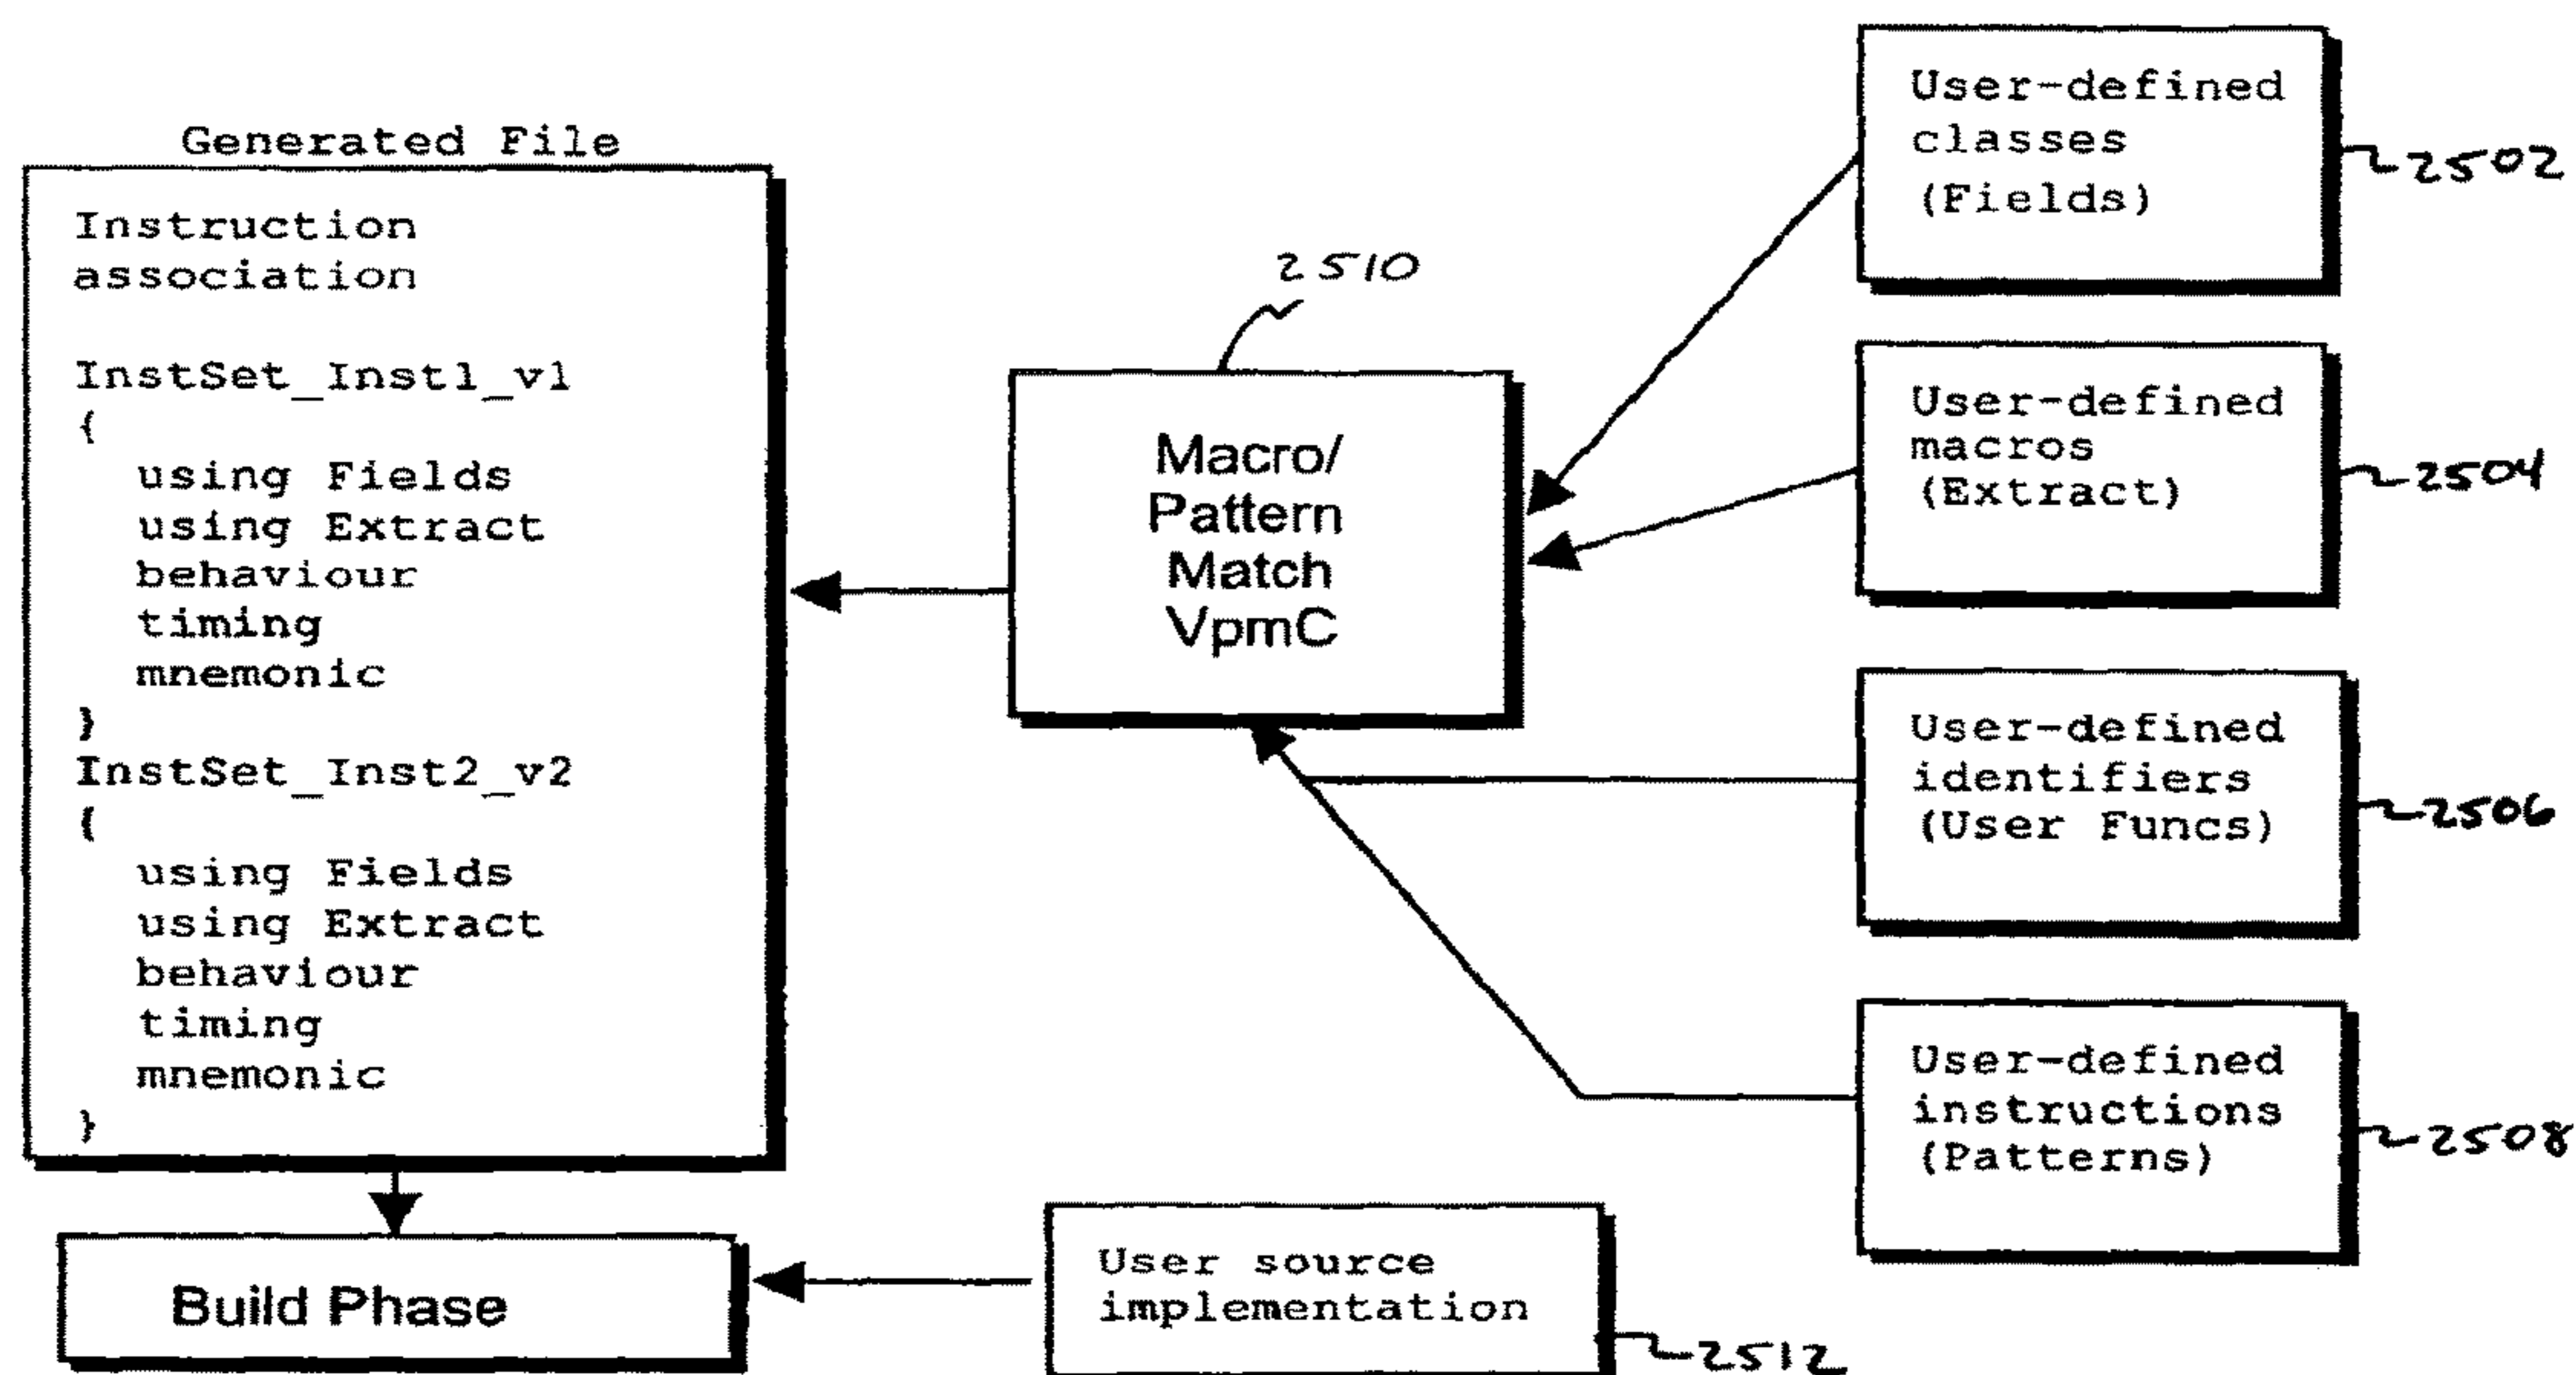 Generated File
Instruction
association
InstSet_Inst1_v1
{
using Fields
using Extract
behaviour
timing
mnemonic
}
InstSet_Inst2_v2
{
using Fields
using Extract
behaviour
timing
mnemonic
}
Build Phase
2510
Macro/
Pattern
Match
VpmC
User-defined
classes
(Fields)
2502
User-defined
macros
(Extract)
2504
User-defined
identifiers
(User Funcs)
2506
User-defined
instructions
(Patterns)
2508
User source
implementation
2512